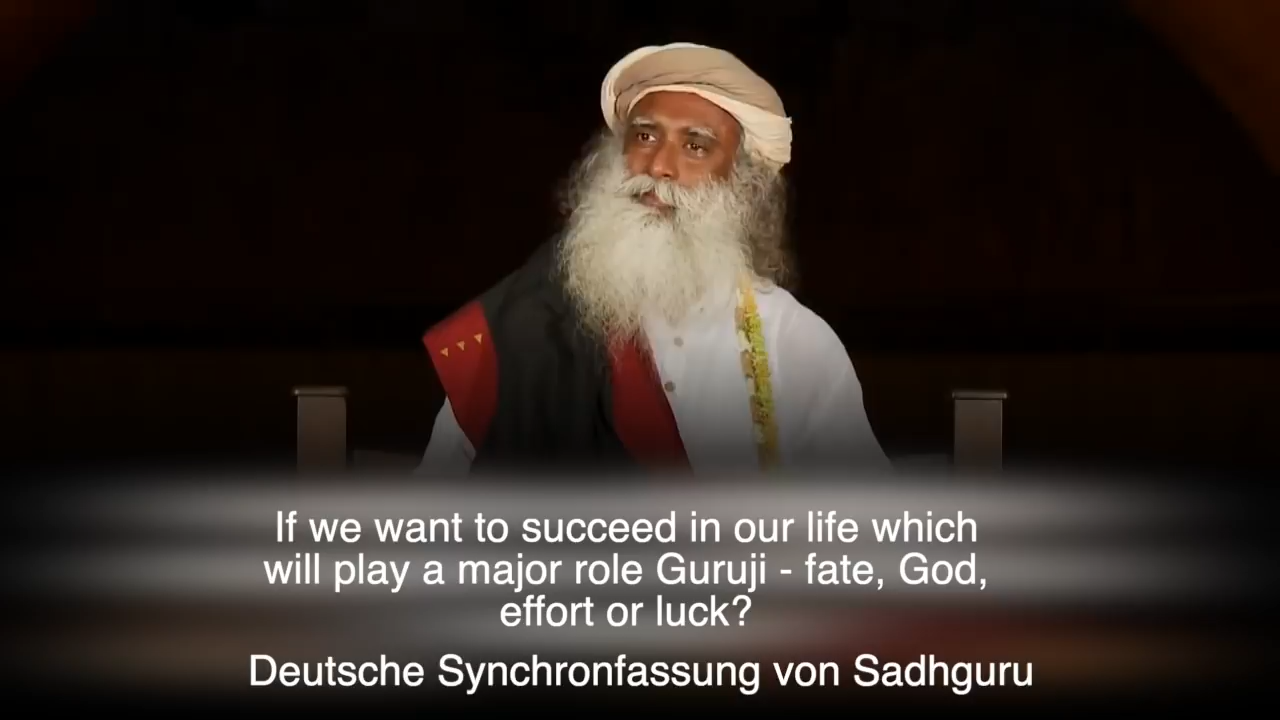 If we want to succeed in our life which
will play a major role Guruji - fate, God,
effort or luck?
Deutsche Synchronfassung von Sadhguru